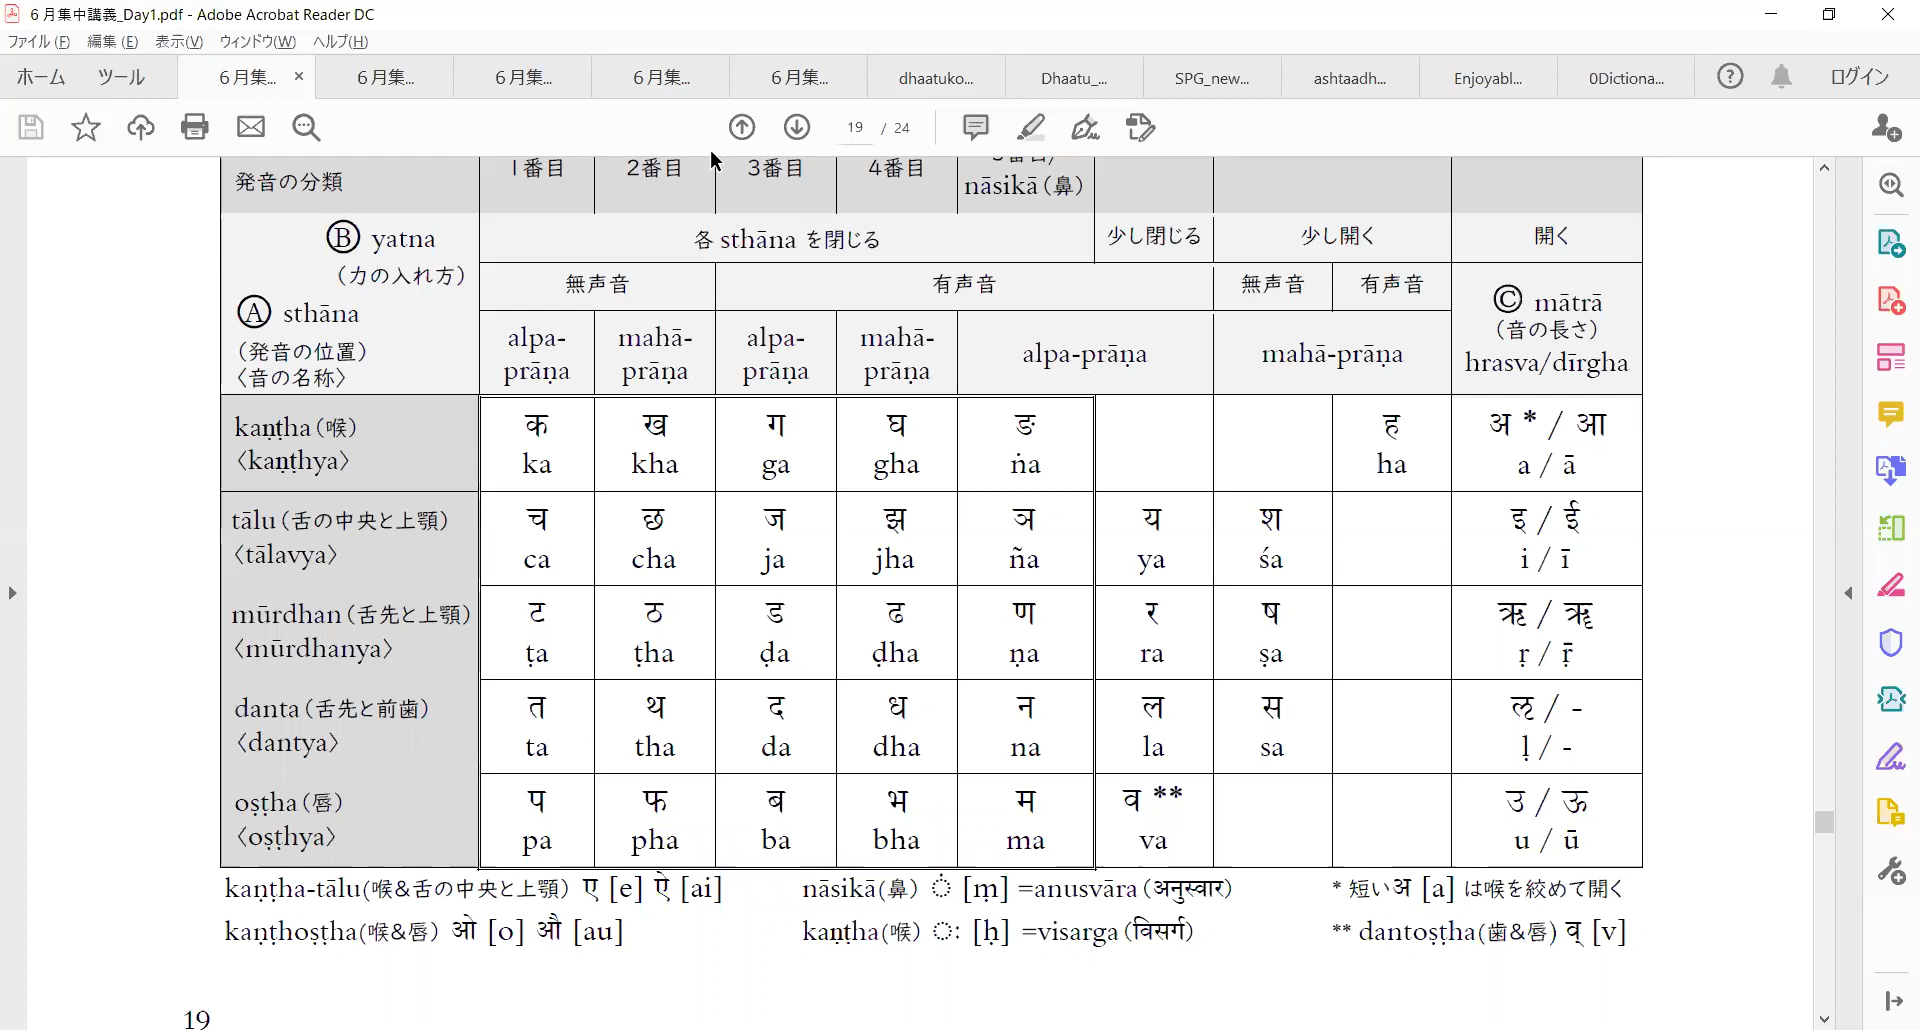 6月集中講義_Day1.pdf - Adobe Acrobat Reader DC
ファイル(F) 編集(E) 表示(V) ウィンドウ(W) ヘルプ(H)
ホーム ツール 6月集... × 6月集... 6月集... 6月集... 6月集... dhaatuko... Dhaatu_... SPG_new... ashtaadh... Enjoyabl... 0Dictiona... ログイン
19 / 24
発音の分類 1番目 2番目 3番目 4番目 nāsikā(鼻)
Ⓑ yatna 各 sthāna を閉じる 少し閉じる 少し開く 開く
(力の入れ方) 無声音 有声音 無声音 有声音
Ⓐ sthāna alpa-prāṇa mahā-prāṇa alpa-prāṇa mahā-prāṇa alpa-prāṇa mahā-prāṇa Ⓒ mātrā
(発音の位置) (音の長さ)
〈音の名称〉 hrasva/dīrgha
kaṇṭha(喉) क ख ग घ ङ ह अ * / आ
〈kaṇṭhya〉 ka kha ga gha ṅa ha a / ā
tālu(舌の中央と上顎) च छ ज झ ञ य श इ / ई
〈tālavya〉 ca cha ja jha ña ya śa i / ī
mūrdhan(舌先と上顎) ट ठ ड ढ ण र ष ऋ / ॠ
〈mūrdhanya〉 ṭa ṭha ḍa ḍha ṇa ra ṣa ṛ / ṝ
danta(舌先と前歯) त थ द ध न ल स ऌ / -
〈dantya〉 ta tha da dha na la sa ḷ / -
oṣṭha(唇) प फ ब भ म व ** उ / ऊ
〈oṣṭhya〉 pa pha ba bha ma va u / ū
kaṇṭha-tālu(喉&舌の中央と上顎) ए [e] ऐ [ai] nāsikā(鼻) ं [ṃ] =anusvāra(अनुस्वार) * 短いअ [a] は喉を絞めて開く
kaṇṭhoṣṭha(喉&唇) ओ [o] औ [au] kaṇṭha(喉) ः [ḥ] =visarga(विसर्ग) ** dantoṣṭha(歯&唇) व् [v]
19